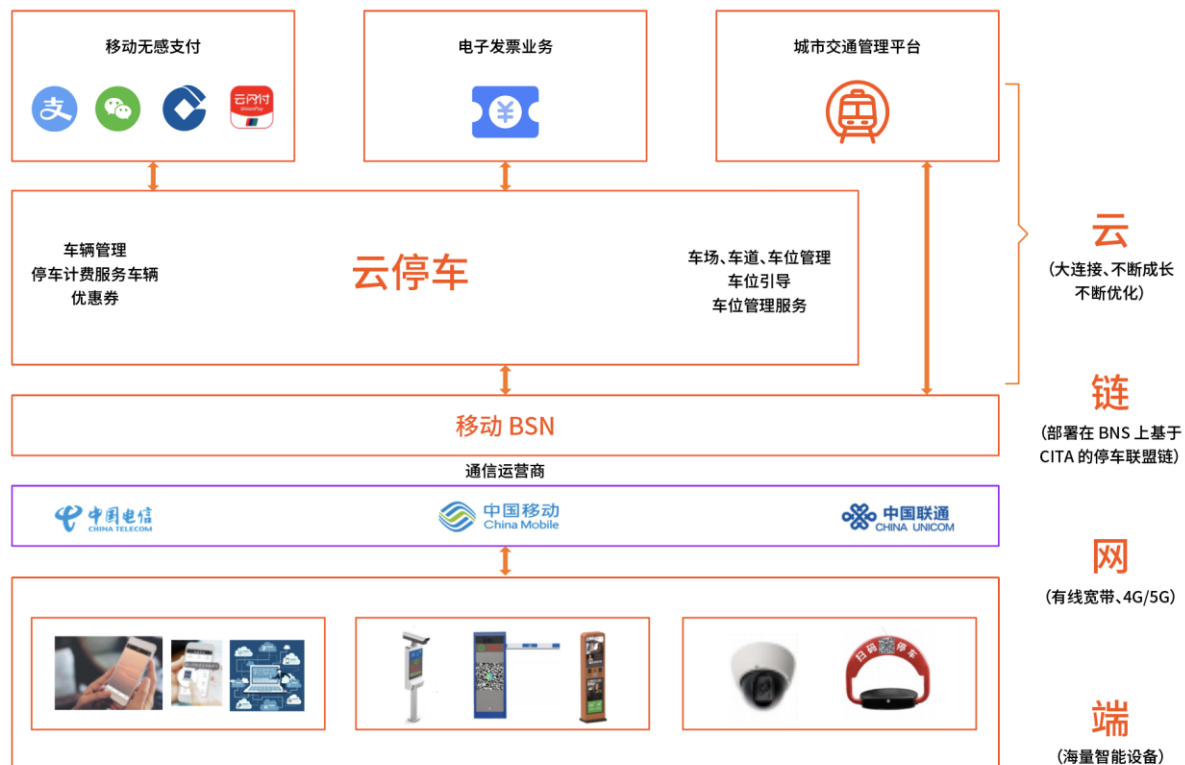 移动无感支付
支
云闪付
UnionPay
电子发票业务
¥
城市交通管理平台
车辆管理
停车计费服务车辆
优惠券
云停车
车场、车道、车位管理
车位引导
车位管理服务
云
(大连接、不断成长
不断优化)
移动 BSN
链
(部署在 BNS 上基于
CITA 的停车联盟链)
通信运营商
中国电信
CHINA TELECOM
中国移动
China Mobile
中国联通
CHINA UNICOM
网
(有线宽带、4G/5G)
扫码
停车
端
(海量智能设备)